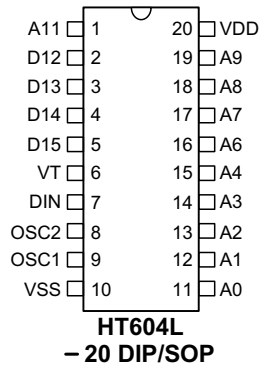 A11 1 20 VDD
D12 2 19 A9
D13 3 18 A8
D14 4 17 A7
D15 5 16 A6
VT 6 15 A4
DIN 7 14 A3
OSC2 8 13 A2
OSC1 9 12 A1
VSS 10 11 A0
HT604L
– 20 DIP/SOP